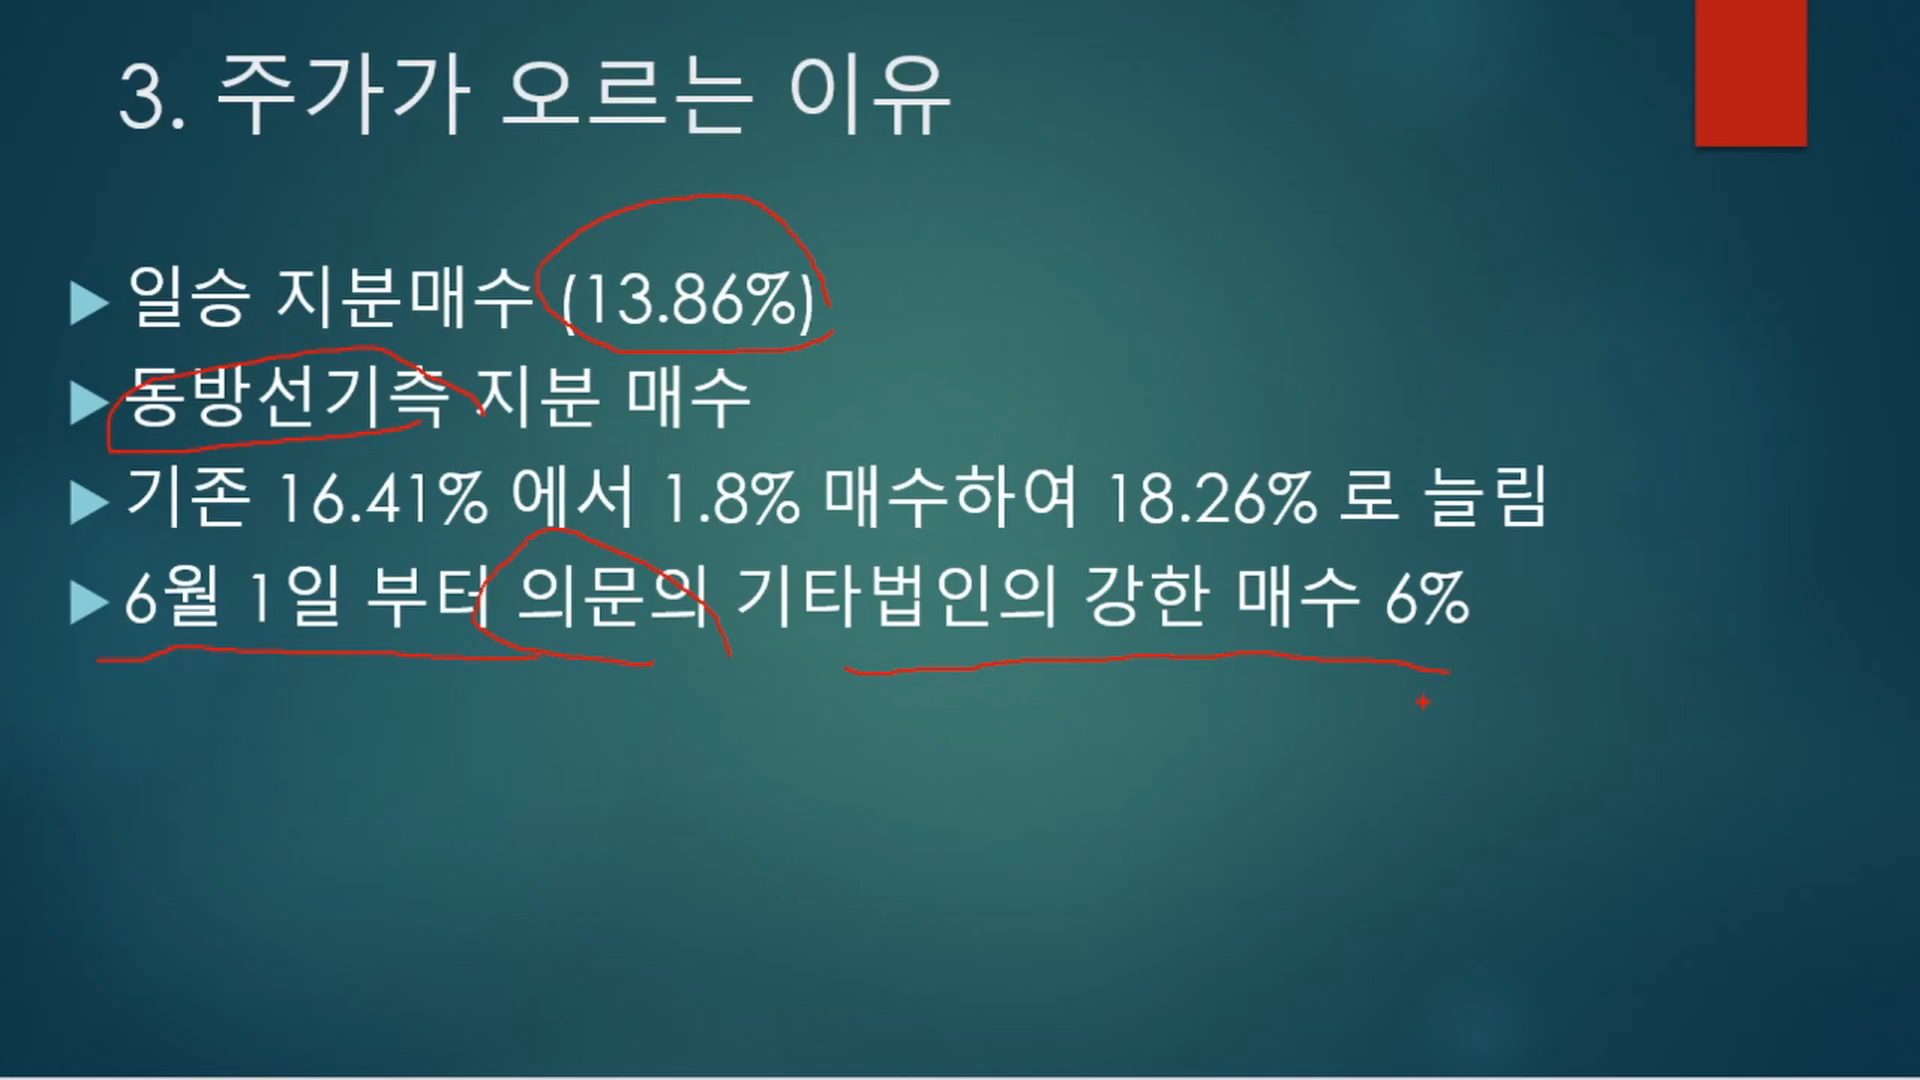 3. 주가가 오르는 이유
일승 지분매수 (13.86%)
동방선기측 지분 매수
기존 16.41% 에서 1.8% 매수하여 18.26% 로 늘림
6월 1일 부터 의문의 기타법인의 강한 매수 6%